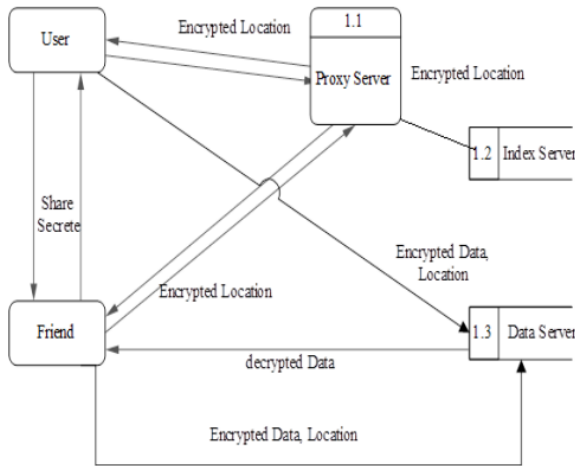 User
Encrypted Location
1.1
Proxy Server
Encrypted Location
1.2 Index Server
Share
Secrete
Encrypted Data,
Location
Encrypted Location
Friend
1.3 Data Server
decrypted Data
Encrypted Data, Location